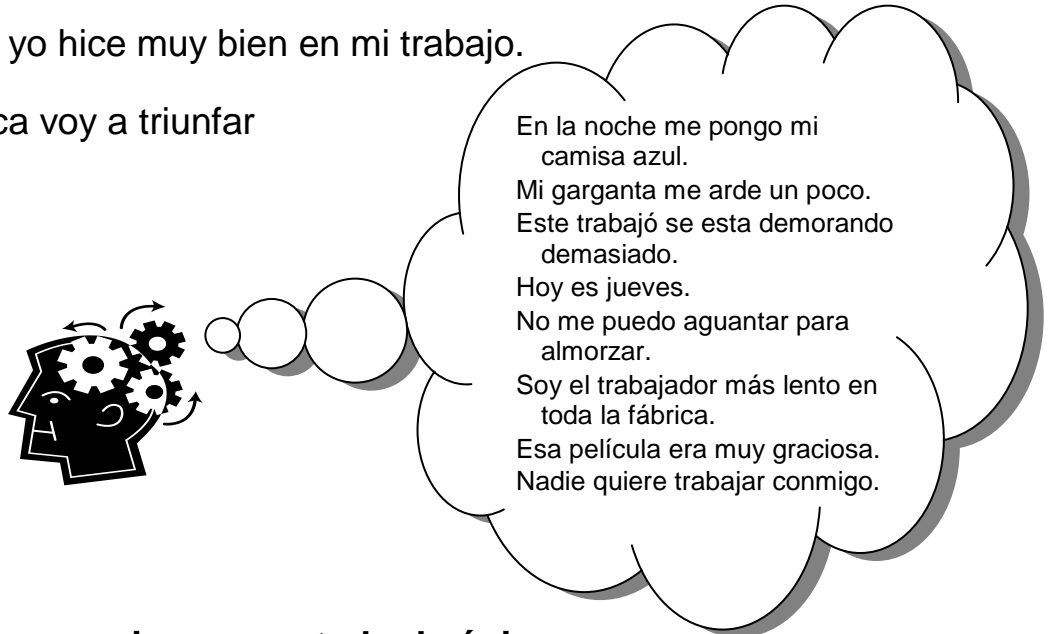 yo hice muy bien en mi trabajo.
voy a triunfar
En la noche me pongo mi
camisa azul.
Mi garganta me arde un poco.
Este trabajó se esta demorando
demasiado.
Hoy es jueves.
No me puedo aguantar para
almorzar.
Soy el trabajador más lento en
toda la fábrica.
Esa película era muy graciosa.
Nadie quiere trabajar conmigo.